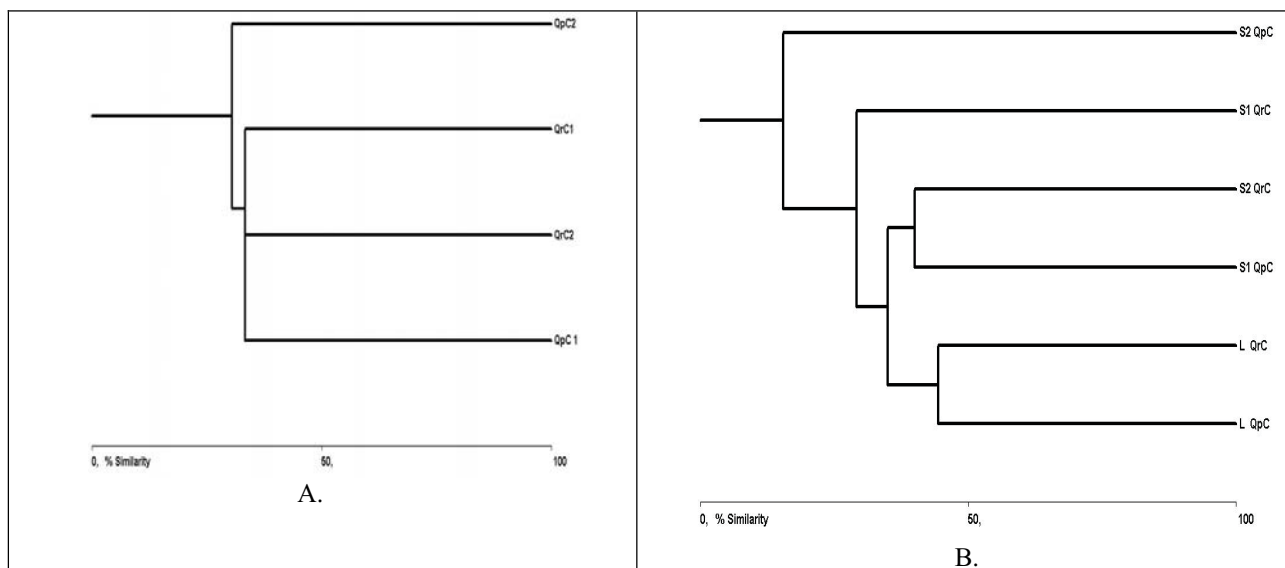 QpC2
QrC1
QrC2
QpC 1
0, % Similarity 50, 100
A.
S2 QpC
S1 QrC
S2 QrC
S1 QpC
L QrC
L QpC
0, % Similarity 50, 100
B.